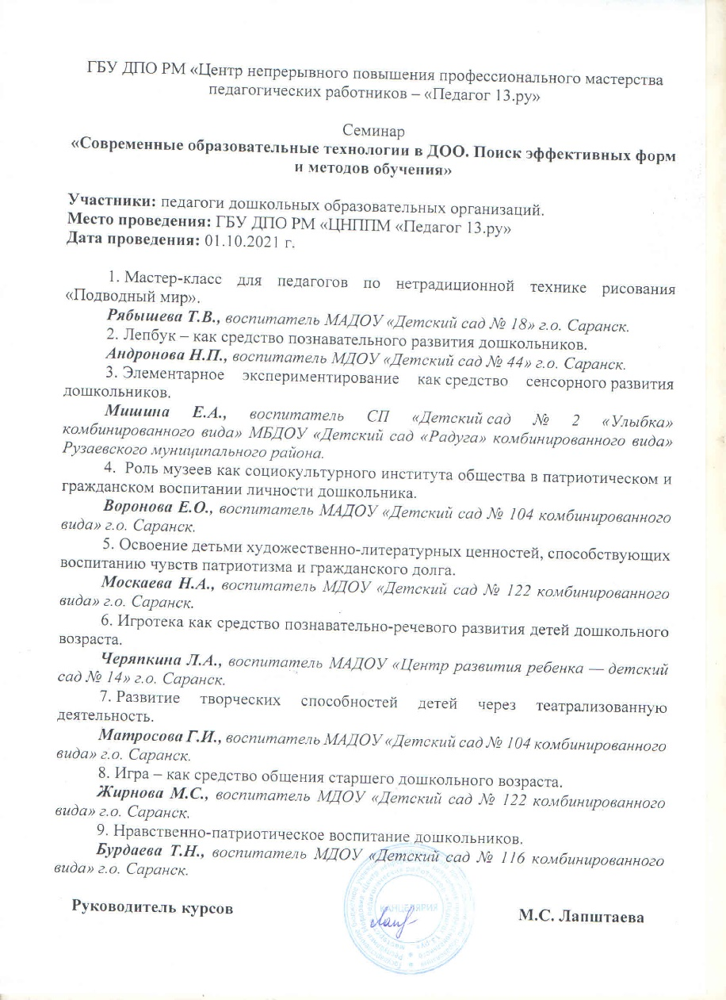 ГБУ ДПО РМ «Центр непрерывного повышения профессионального мастерства
педагогических работников – «Педагог 13.ру»
Семинар
«Современные образовательные технологии в ДОО. Поиск эффективных форм
и методов обучения»
Участники: педагоги дошкольных образовательных организаций.
Место проведения: ГБУ ДПО РМ «ЦНППМ «Педагог 13.ру»
Дата проведения: 01.10.2021 г.
1. Мастер-класс для педагогов по нетрадиционной технике рисования
«Подводный мир».
Рябышева Т.В., воспитатель МАДОУ «Детский сад № 18» г.о. Саранск.
2. Лепбук – как средство познавательного развития дошкольников.
Андронова Н.П., воспитатель МДОУ «Детский сад № 44» г.о. Саранск.
3. Элементарное экспериментирование как средство сенсорного развития
дошкольников.
Мишина Е.А., воспитатель СП «Детский сад № 2 «Улыбка»
комбинированного вида» МБДОУ «Детский сад «Радуга» комбинированного вида»
Рузаевского муниципального района.
4. Роль музеев как социокультурного института общества в патриотическом и
гражданском воспитании личности дошкольника.
Воронова Е.О., воспитатель МАДОУ «Детский сад № 104 комбинированного
вида» г.о. Саранск.
5. Освоение детьми художественно-литературных ценностей, способствующих
воспитанию чувств патриотизма и гражданского долга.
Москаева Н.А., воспитатель МДОУ «Детский сад № 122 комбинированного
вида» г.о. Саранск.
6. Игротека как средство познавательно-речевого развития детей дошкольного
возраста.
Черяпкина Л.А., воспитатель МАДОУ «Центр развития ребенка — детский
сад № 14» г.о. Саранск.
7. Развитие творческих способностей детей через театрализованную
деятельность.
Матросова Г.И., воспитатель МАДОУ «Детский сад № 104 комбинированного
вида» г.о. Саранск.
8. Игра – как средство общения старшего дошкольного возраста.
Жирнова М.С., воспитатель МДОУ «Детский сад № 122 комбинированного
вида» г.о. Саранск.
9. Нравственно-патриотическое воспитание дошкольников.
Бурдаева Т.Н., воспитатель МДОУ «Детский сад № 116 комбинированного
вида» г.о. Саранск.
Руководитель курсов
КАНЦЕЛЯРИЯ
М.С. Лапштаева